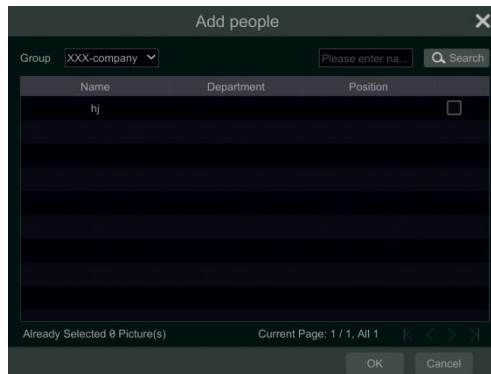 Add people
Group XXX-company Please enter na... Search
Name Department Position
hj
Already Selected 0 Picture(s) Current Page: 1 / 1, All 1
OK Cancel